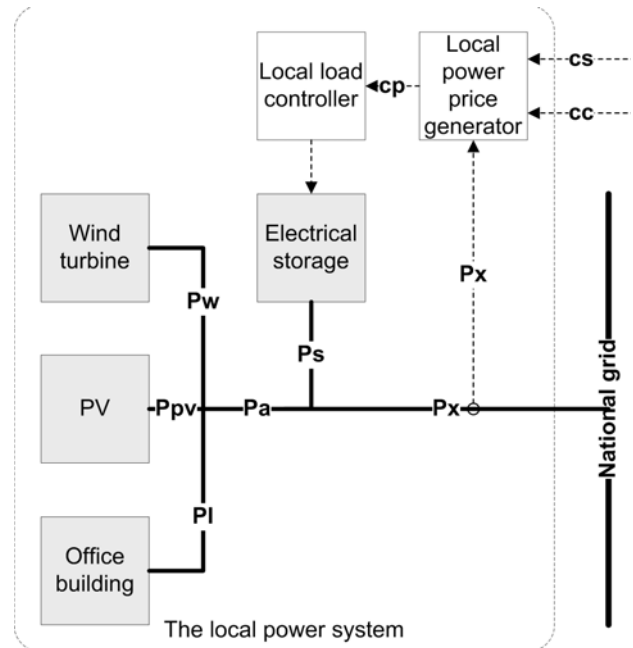 Local load
controller
cp
Local
power
price
generator
cs
cc
Wind
turbine
Electrical
storage
Px
Pw
Ps
PV
Ppv
Pa
Px
National grid
Pl
Office
building
The local power system